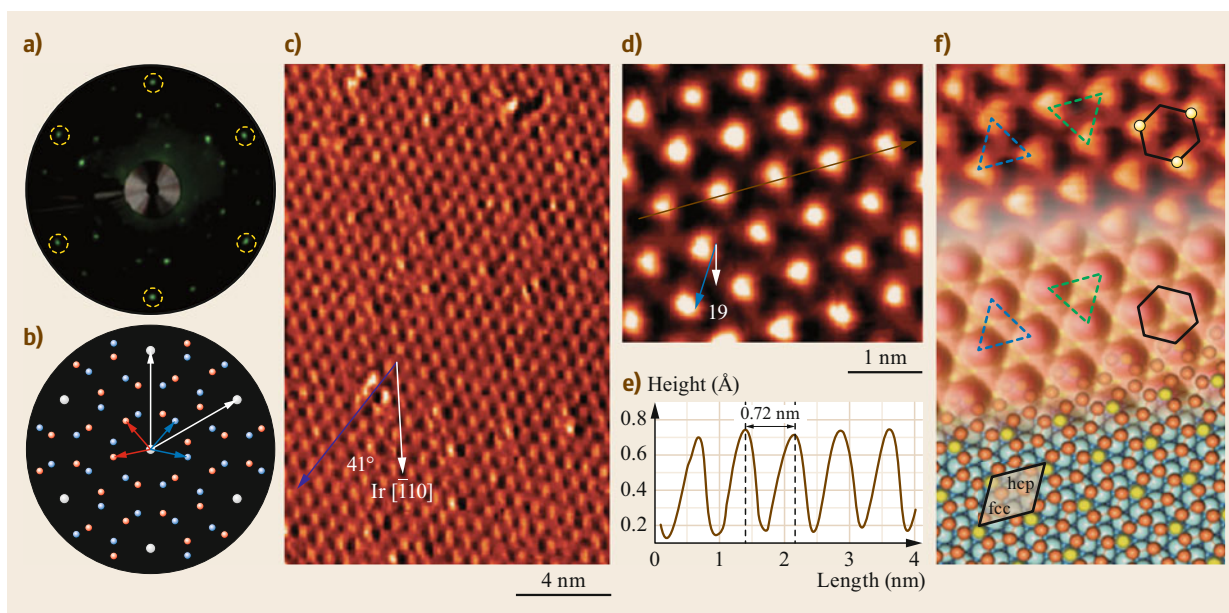 a)
b)
c)
41°
Ir [1̄10]
4 nm
d)
19
1 nm
e) Height (Å)
0.8
0.6
0.4
0.2
0.72 nm
0
1
2
3
4
Length (nm)
f)
hcp
fcc